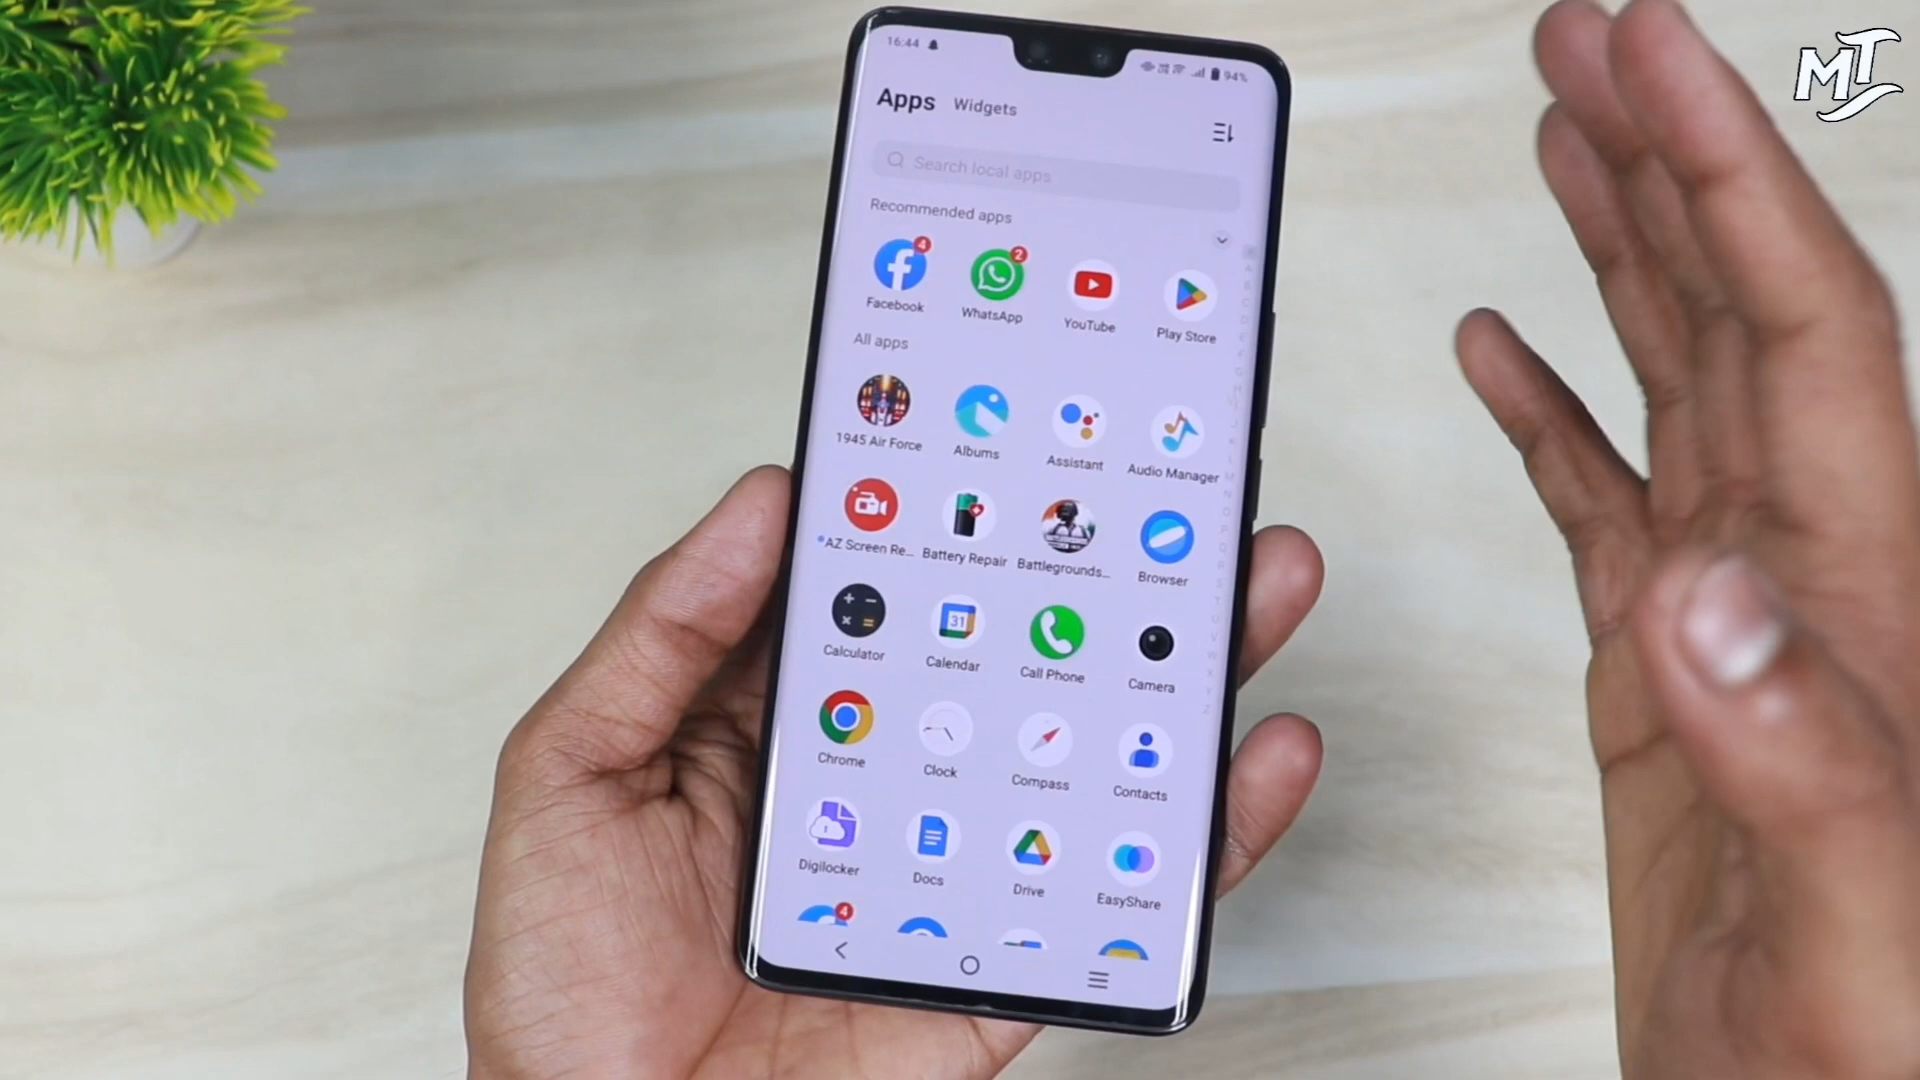 MT
16:44 94%
Apps Widgets
Search local apps
Recommended apps
4 2
Facebook WhatsApp YouTube Play Store
All apps
1945 Air Force Albums Assistant Audio Manager
AZ Screen Re... Battery Repair Battlegrounds... Browser
31
Calculator Calendar Call Phone Camera
Chrome Clock Compass Contacts
Digilocker Docs Drive EasyShare
4